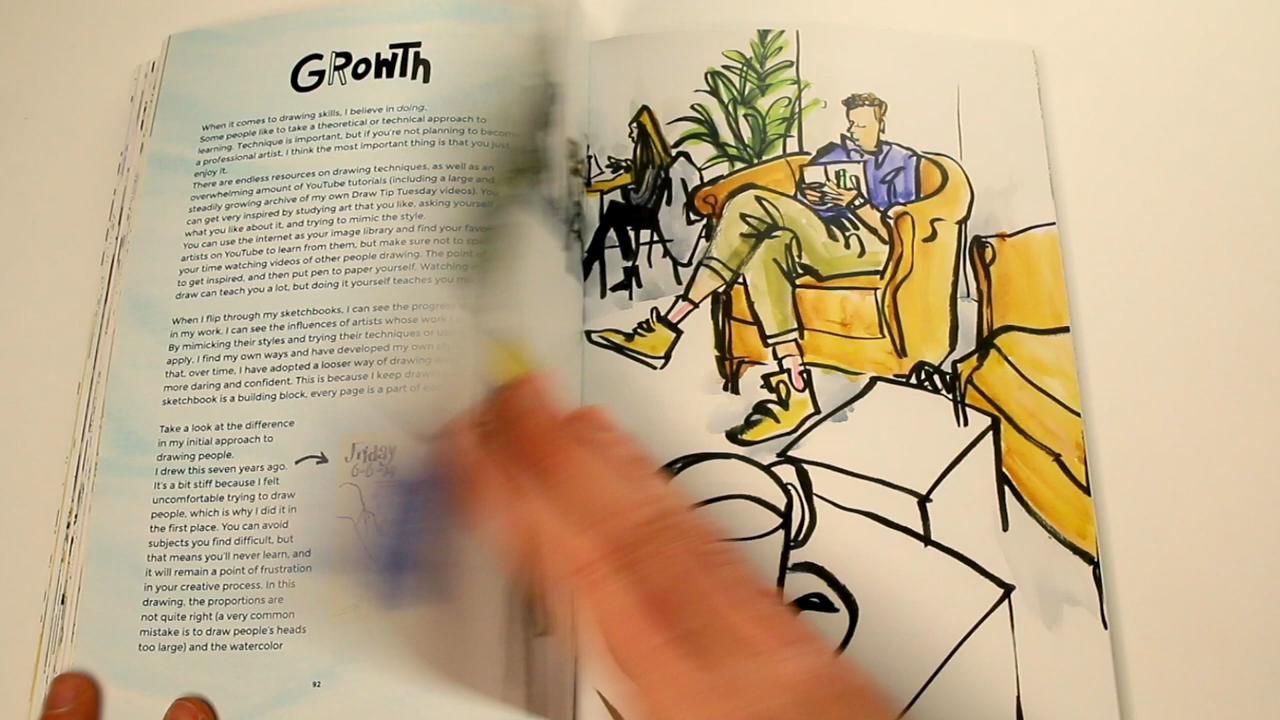 GROWTH
When it comes to drawing skills, I believe in doing.
Some people like to take a theoretical or technical approach to
learning. Technique is important, but if you're not planning to become
a professional artist, I think the most important thing is that you just
enjoy it.
There are endless resources on drawing techniques, as well as an
overwhelming amount of YouTube tutorials (including a large and
steadily growing archive of my own Draw Tip Tuesday videos). You
can get very inspired by studying art that you like, asking yourself
what you like about it, and trying to mimic the style.
You can use the internet as your image library and find your
artists on YouTube to learn from them, but make sure not to
your time watching videos of other people drawing. The point
to get inspired, and then put pen to paper yourself. Watching
draw can teach you a lot, but doing it yourself teaches you
When I flip through my sketchbooks, I can see the progress
in my work. I can see the influences of artists whose work
By mimicking their styles and trying their techniques or
apply, I find my own ways and have developed my own
that, over time, I have adopted a looser way of drawing
more daring and confident. This is because I keep
sketchbook is a building block, every page is a part of
Take a look at the difference
in my initial approach to
drawing people.
I drew this seven years ago.
It's a bit stiff because I felt
uncomfortable trying to draw
people, which is why I did it in
the first place. You can avoid
subjects you find difficult, but
that means you'll never learn, and
it will remain a point of frustration
in your creative process. In this
drawing, the proportions are
not quite right (a very common
mistake is to draw people's heads
too large) and the watercolor
Friday
92